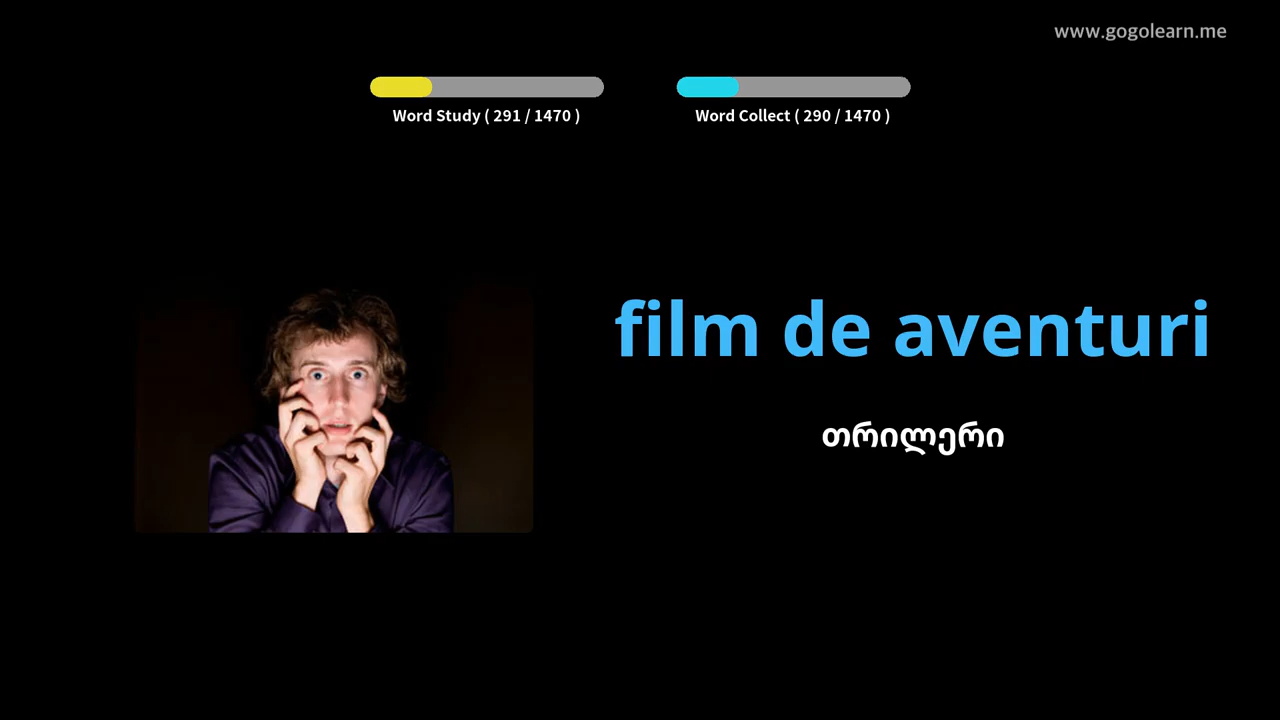 www.gogolearn.me
Word Study ( 291 / 1470 )
Word Collect ( 290 / 1470 )
film de aventuri
თრილერი